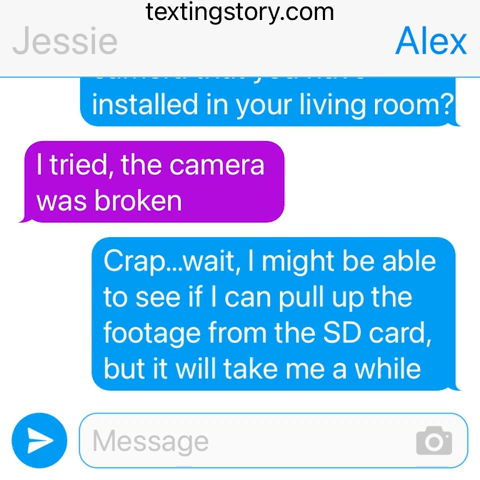 textingstory.com
Jessie
Alex
installed in your living room?
I tried, the camera
was broken
Crap...wait, I might be able
to see if I can pull up the
footage from the SD card,
but it will take me a while
Message